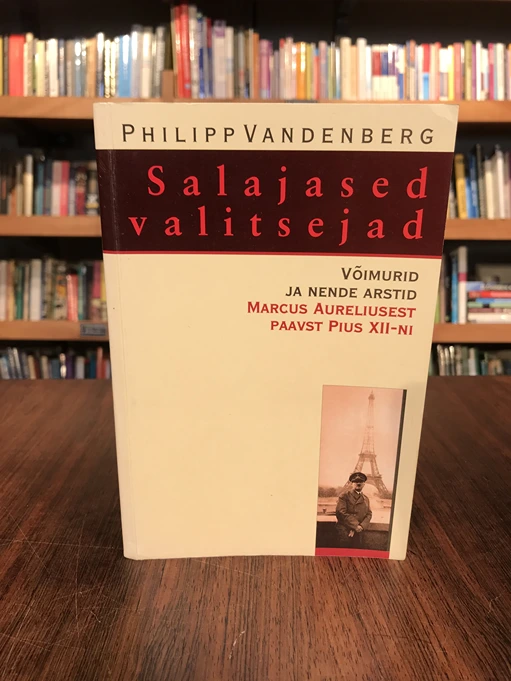 PHILIPP VANDENBERG
Salajased
valitsejad
VÕIMURID
JA NENDE ARSTID
MARCUS AURELIUSEST
PAAVST PIUS XII-NI